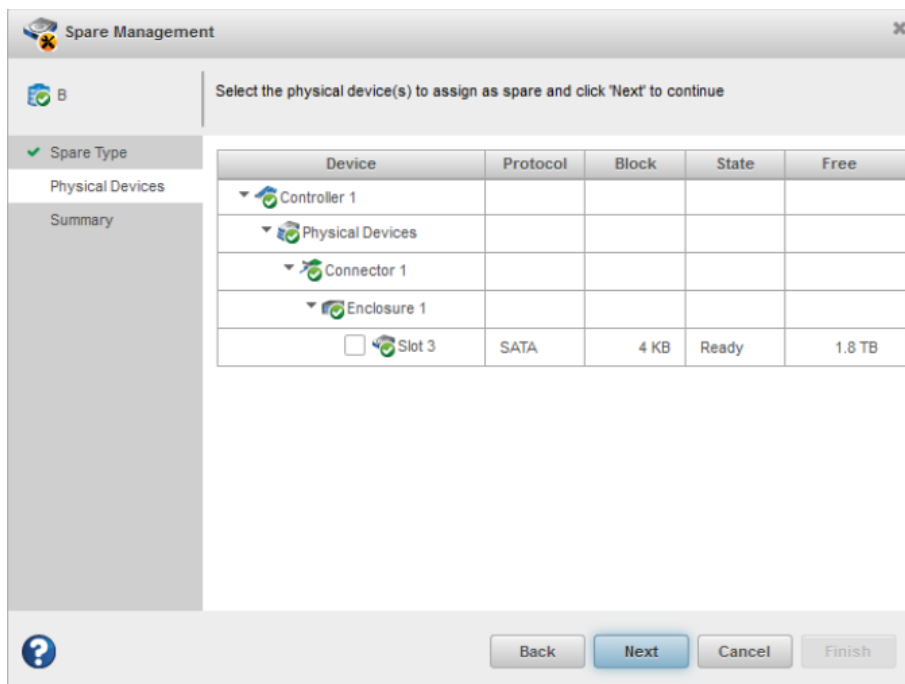 Spare Management
B
Select the physical device(s) to assign as spare and click 'Next' to continue
Spare Type
Physical Devices
Summary
Device Protocol Block State Free
Controller 1
Physical Devices
Connector 1
Enclosure 1
Slot 3 SATA 4 KB Ready 1.8 TB
? Back Next Cancel Finish